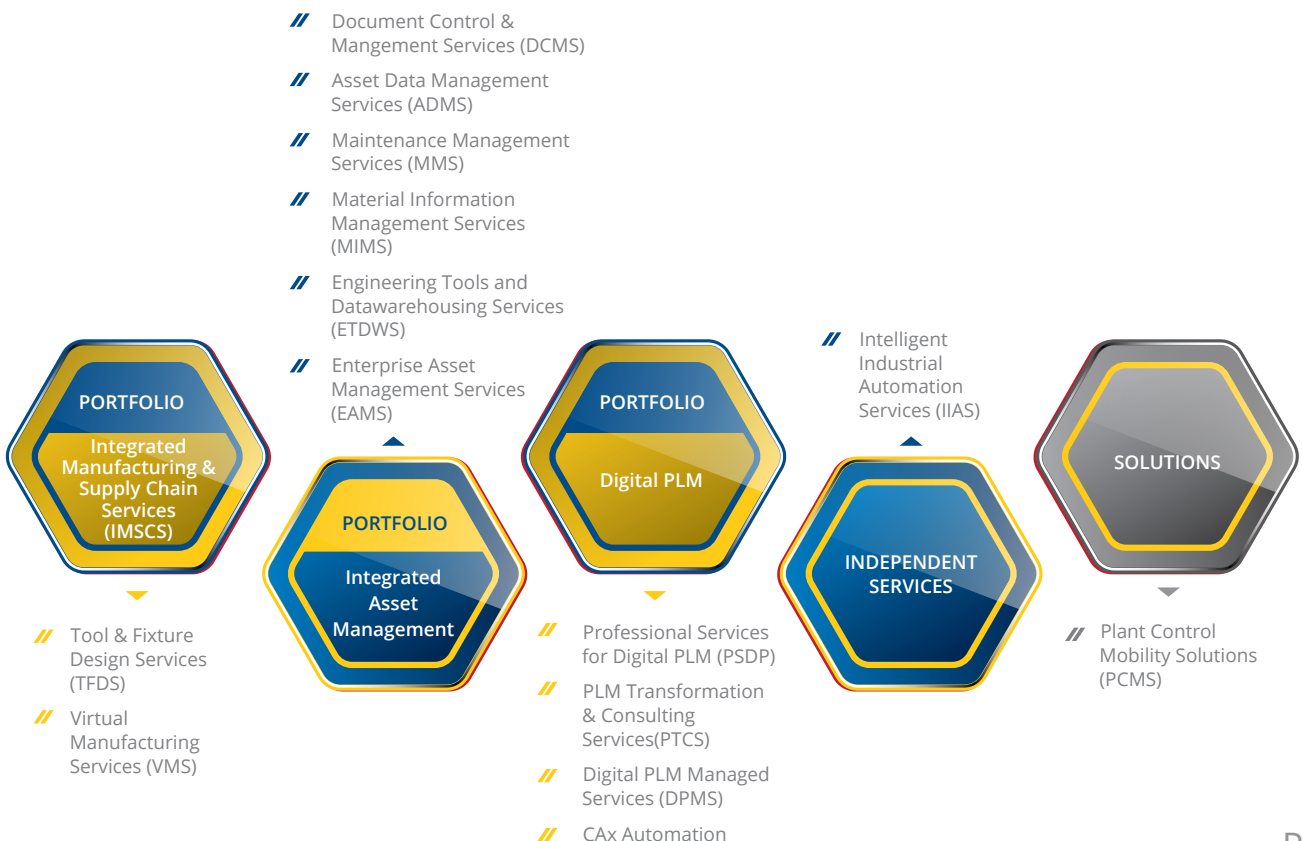 Document Control &
Mangement Services (DCMS)
Asset Data Management
Services (ADMS)
Maintenance Management
Services (MMS)
Material Information
Management Services
(MIMS)
Engineering Tools and
Datawarehousing Services
(ETDWS)
Enterprise Asset
Management Services
(EAMS)
PORTFOLIO
Integrated
Manufacturing &
Supply Chain
Services
(IMSCS)
Tool & Fixture
Design Services
(TFDS)
Virtual
Manufacturing
Services (VMS)
PORTFOLIO
Integrated
Asset
Management
PORTFOLIO
Digital PLM
Professional Services
for Digital PLM (PSDP)
PLM Transformation
& Consulting
Services(PTCS)
Digital PLM Managed
Services (DPMS)
CAx Automation
Intelligent
Industrial
Automation
Services (IIAS)
INDEPENDENT
SERVICES
SOLUTIONS
Plant Control
Mobility Solutions
(PCMS)